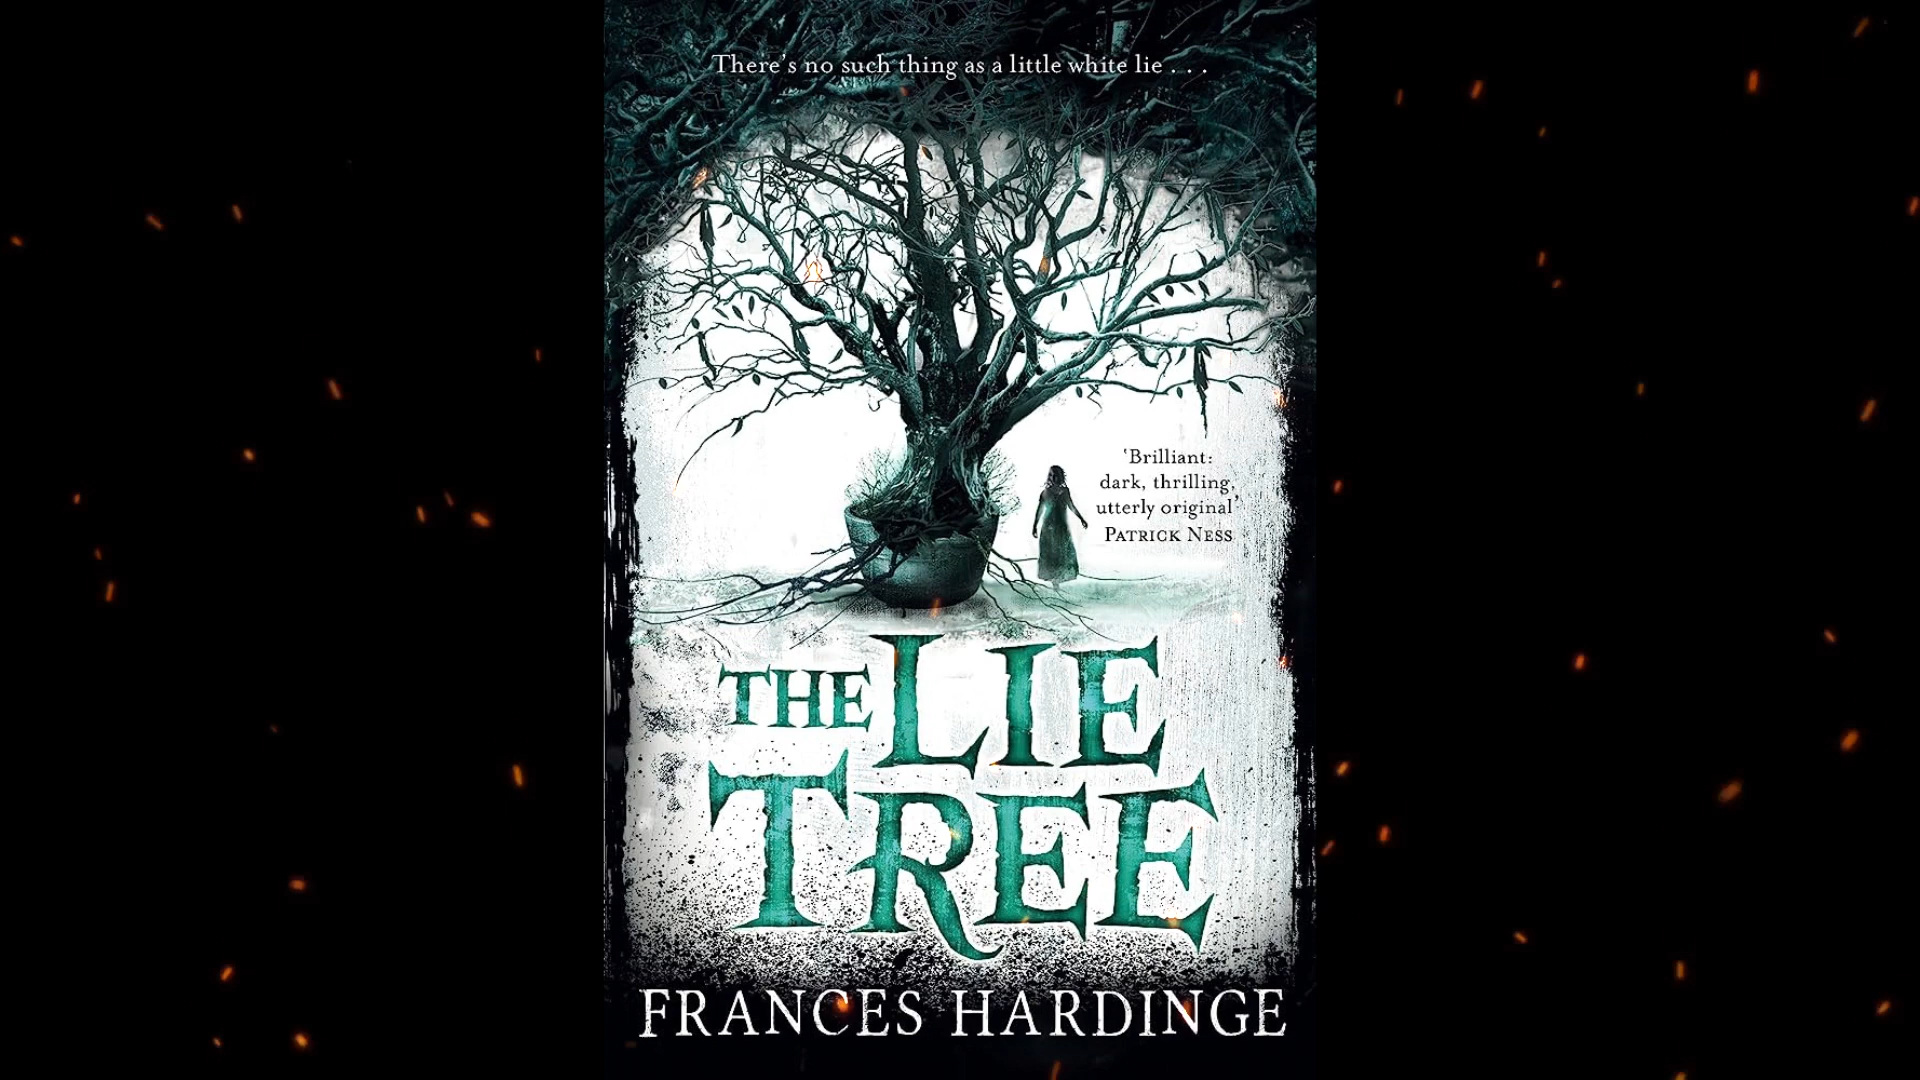 There's no such thing as a little white lie . . .
'Brilliant:
dark, thrilling,
utterly original'
PATRICK NESS
THE LIE
TREE
FRANCES HARDINGE